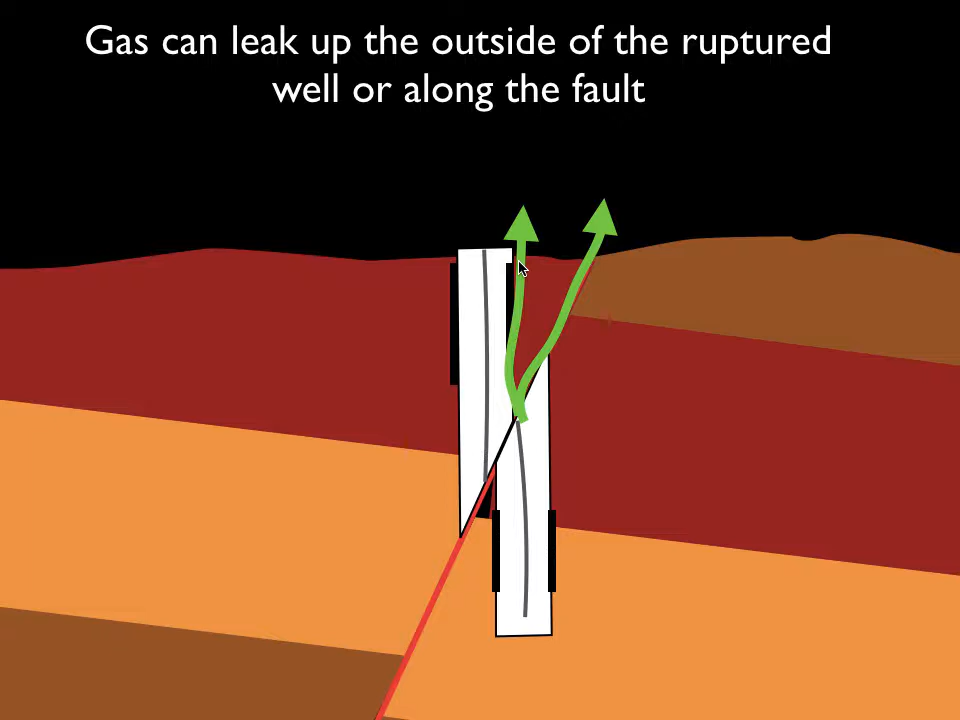 Gas can leak up the outside of the ruptured
well or along the fault